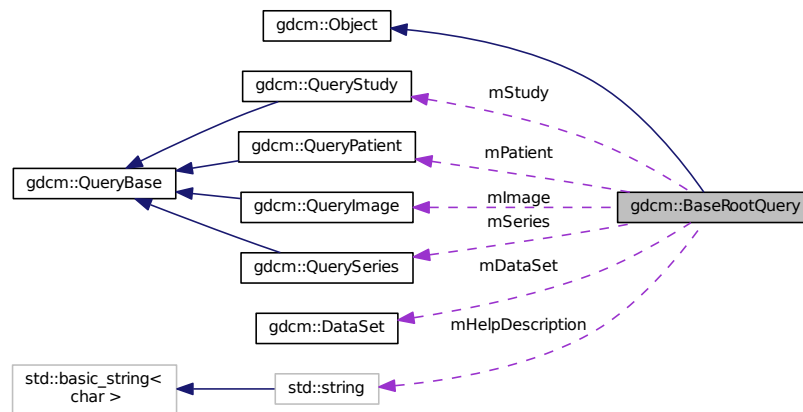 gdcm::Object
gdcm::QueryStudy
mStudy
gdcm::QueryPatient
mPatient
gdcm::QueryBase
gdcm::QueryImage
mImage
gdcm::BaseRootQuery
mSeries
gdcm::QuerySeries
mDataSet
gdcm::DataSet
mHelpDescription
std::basic_string<
char >
std::string